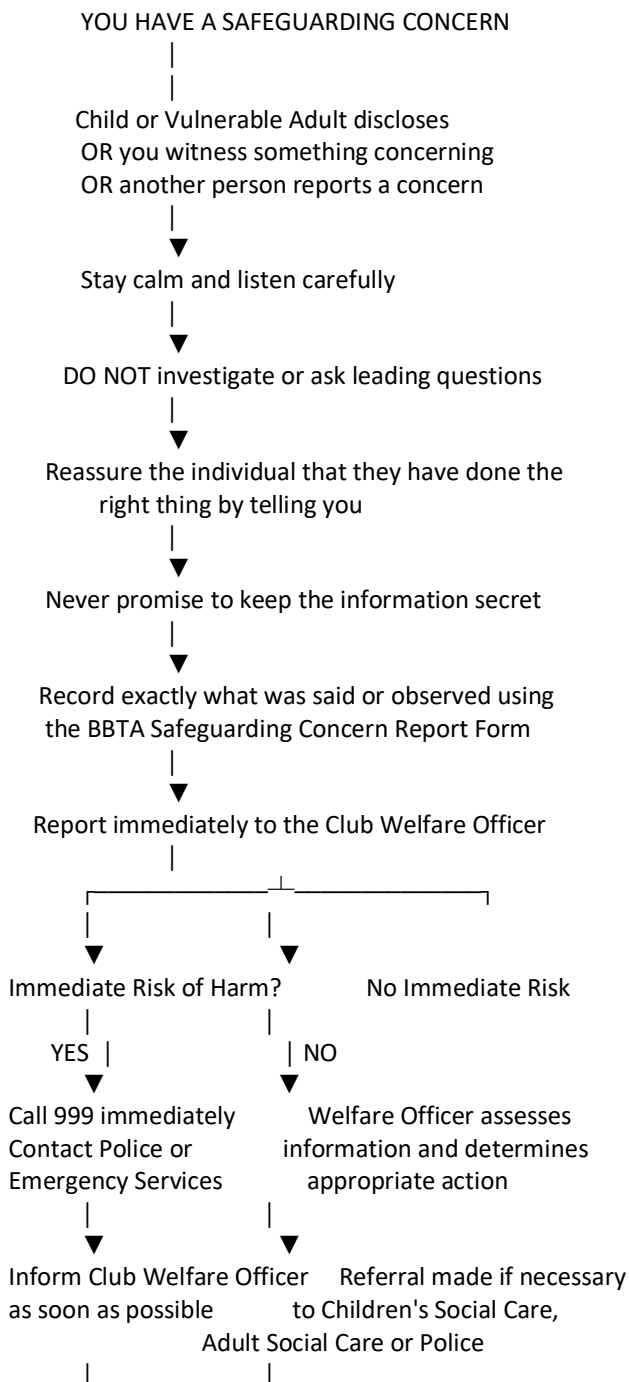 YOU HAVE A SAFEGUARDING CONCERN
Child or Vulnerable Adult discloses
OR you witness something concerning
OR another person reports a concern
▼
Stay calm and listen carefully
▼
DO NOT investigate or ask leading questions
▼
Reassure the individual that they have done the
right thing by telling you
▼
Never promise to keep the information secret
▼
Record exactly what was said or observed using
the BBTA Safeguarding Concern Report Form
▼
Report immediately to the Club Welfare Officer
▼ ▼
Immediate Risk of Harm? No Immediate Risk
YES | | NO
▼ ▼
Call 999 immediately Welfare Officer assesses
Contact Police or information and determines
Emergency Services appropriate action
▼ ▼
Inform Club Welfare Officer Referral made if necessary
as soon as possible to Children's Social Care,
Adult Social Care or Police